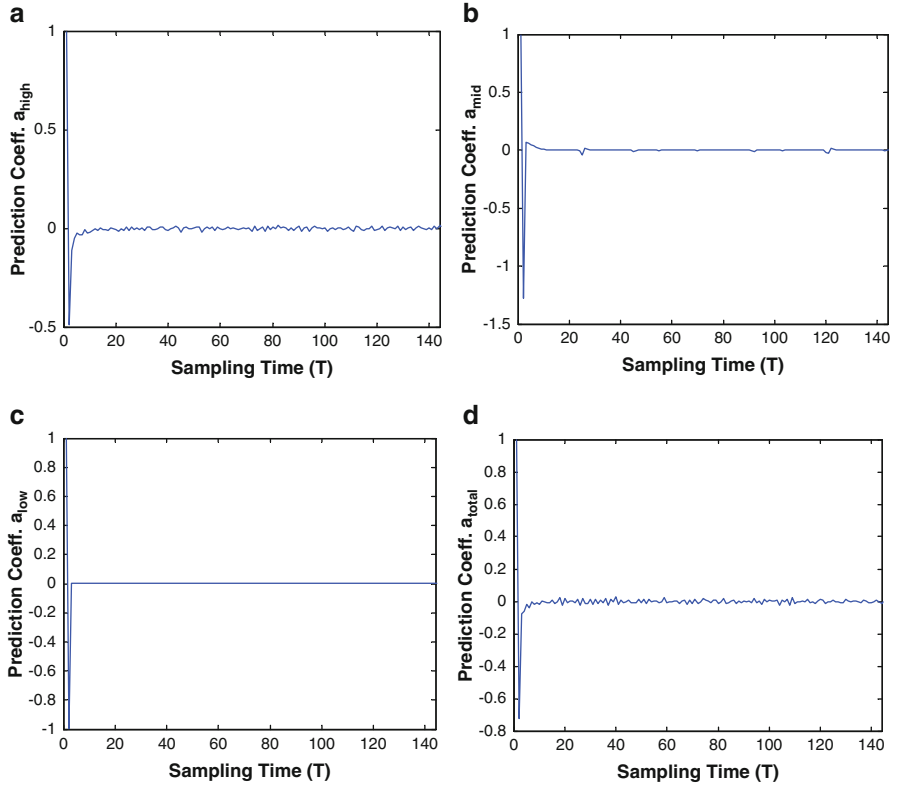 a
1
0.5
0
-0.5
Prediction Coeff. a_high
0 20 40 60 80 100 120 140
Sampling Time (T)
b
1
0.5
0
-0.5
-1
-1.5
Prediction Coeff. a_mid
0 20 40 60 80 100 120 140
Sampling Time (T)
c
1
0.8
0.6
0.4
0.2
0
-0.2
-0.4
-0.6
-0.8
-1
Prediction Coeff. a_low
0 20 40 60 80 100 120 140
Sampling Time (T)
d
1
0.8
0.6
0.4
0.2
0
-0.2
-0.4
-0.6
-0.8
Prediction Coeff. a_total
0 20 40 60 80 100 120 140
Sampling Time (T)